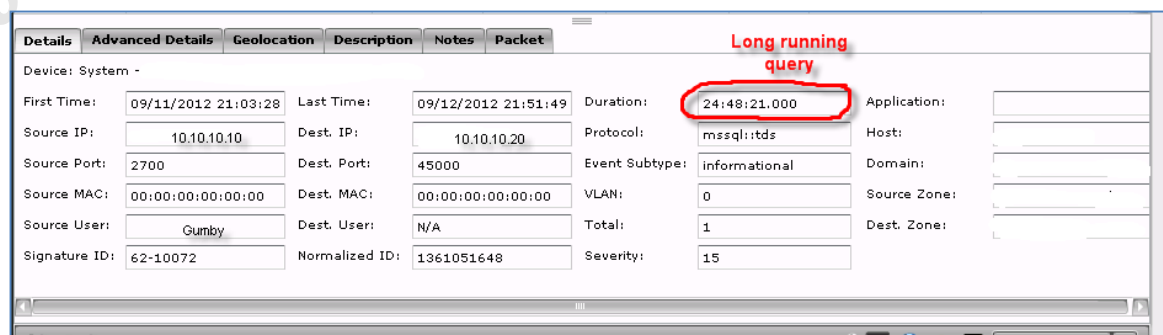 Details Advanced Details Geolocation Description Notes Packet
Long running
query
Device: System -
First Time: 09/11/2012 21:03:28 Last Time: 09/12/2012 21:51:49 Duration: 24:48:21.000 Application:
Source IP: 10.10.10.10 Dest. IP: 10.10.10.20 Protocol: mssql::tds Host:
Source Port: 2700 Dest. Port: 45000 Event Subtype: informational Domain:
Source MAC: 00:00:00:00:00:00 Dest. MAC: 00:00:00:00:00:00 VLAN: 0 Source Zone:
Source User: Gumby Dest. User: N/A Total: 1 Dest. Zone:
Signature ID: 62-10072 Normalized ID: 1361051648 Severity: 15